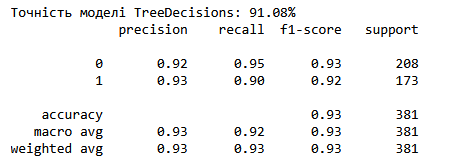 Точність моделі TreeDecisions: 91.08%
precision recall f1-score support
0 0.92 0.95 0.93 208
1 0.93 0.90 0.92 173
accuracy 0.93 381
macro avg 0.93 0.92 0.93 381
weighted avg 0.93 0.93 0.93 381